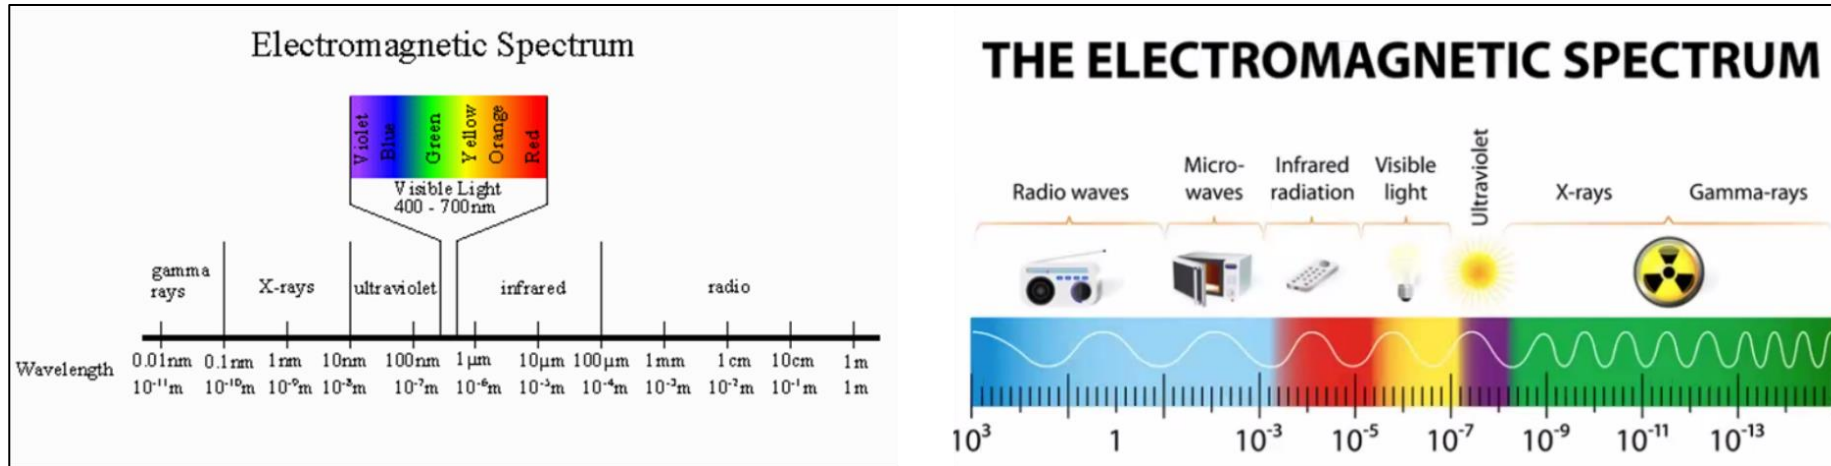 Electromagnetic Spectrum
Violet
Blue
Green
Yellow
Orange
Red
Visible Light
400 - 700nm
gamma
rays
X-rays
ultraviolet
infrared
radio
Wavelength
0.01nm 0.1nm 1nm 10nm 100nm 1μm 10μm 100μm 1mm 1cm 10cm 1m
10⁻¹¹m 10⁻¹⁰m 10⁻⁹m 10⁻⁸m 10⁻⁷m 10⁻⁶m 10⁻⁵m 10⁻⁴m 10⁻³m 10⁻²m 10⁻¹m 1m
THE ELECTROMAGNETIC SPECTRUM
Radio waves
Micro-
waves
Infrared
radiation
Visible
light
Ultraviolet
X-rays
Gamma-rays
10³ 1 10⁻³ 10⁻⁵ 10⁻⁷ 10⁻⁹ 10⁻¹¹ 10⁻¹³